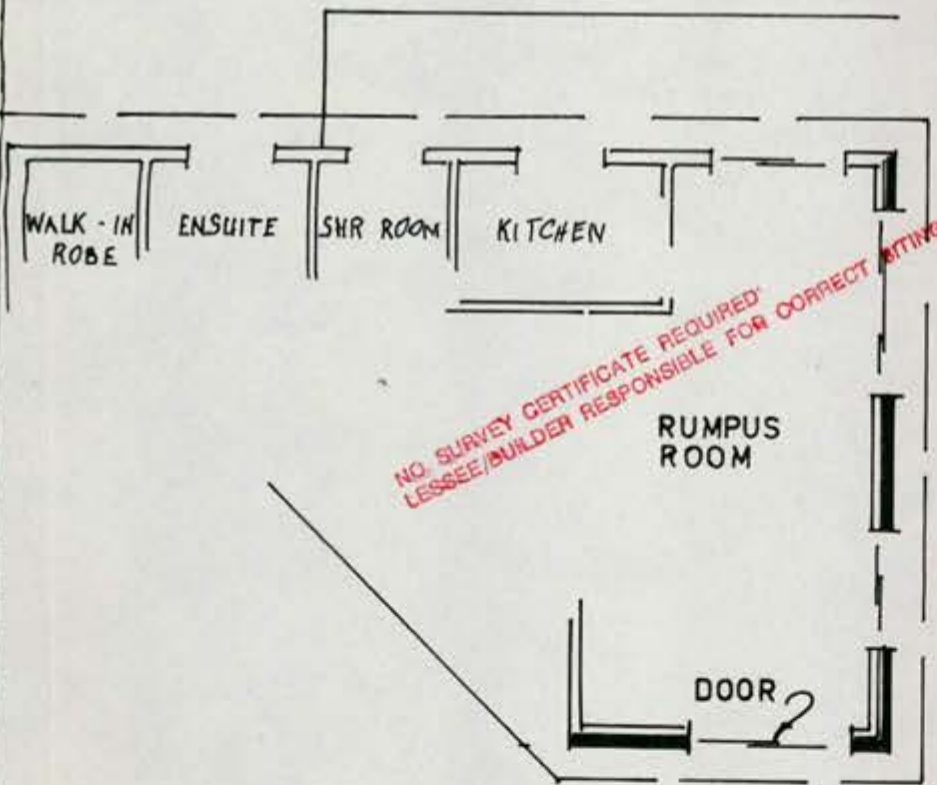 WALK-IN
ROBE
ENSUITE
SHR ROOM
KITCHEN
NO SURVEY CERTIFICATE REQUIRED
LESSEE/BUILDER RESPONSIBLE FOR CORRECT SITING
RUMPUS
ROOM
DOOR